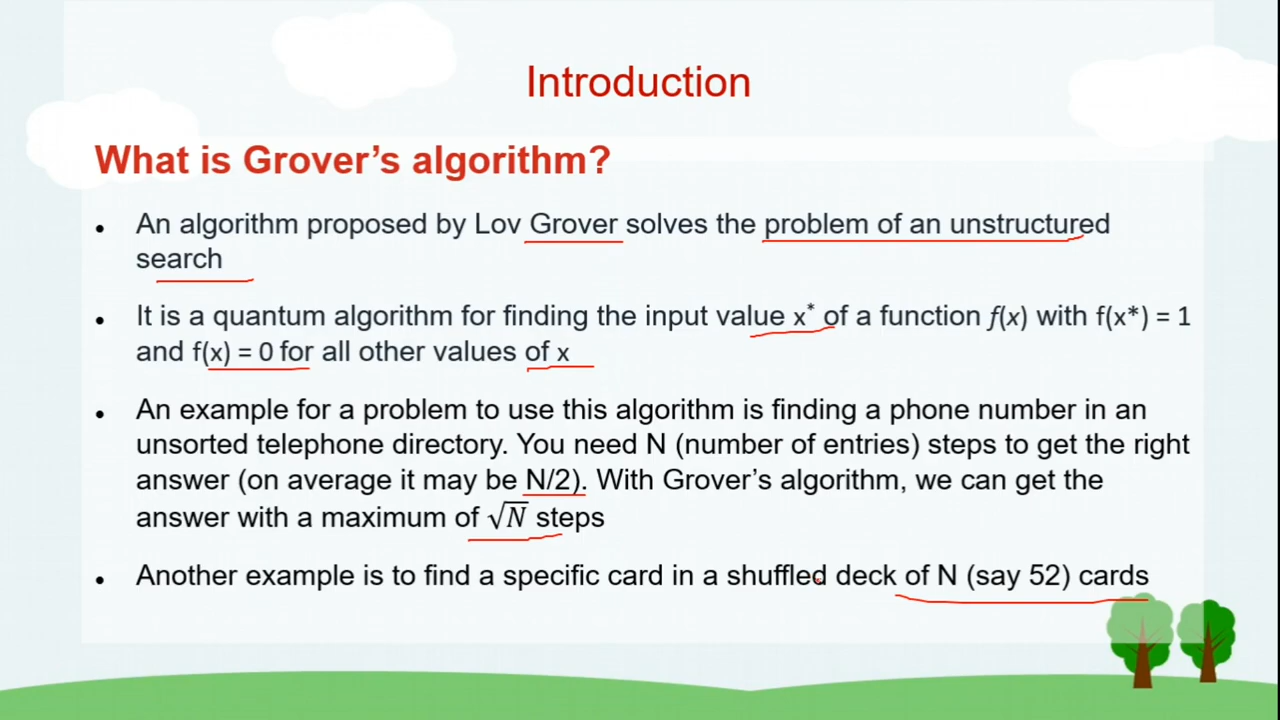 Introduction
What is Grover's algorithm?
• An algorithm proposed by Lov Grover solves the problem of an unstructured
search
• It is a quantum algorithm for finding the input value x* of a function f(x) with f(x*) = 1
and f(x) = 0 for all other values of x
• An example for a problem to use this algorithm is finding a phone number in an
unsorted telephone directory. You need N (number of entries) steps to get the right
answer (on average it may be N/2). With Grover's algorithm, we can get the
answer with a maximum of √N steps
• Another example is to find a specific card in a shuffled deck of N (say 52) cards